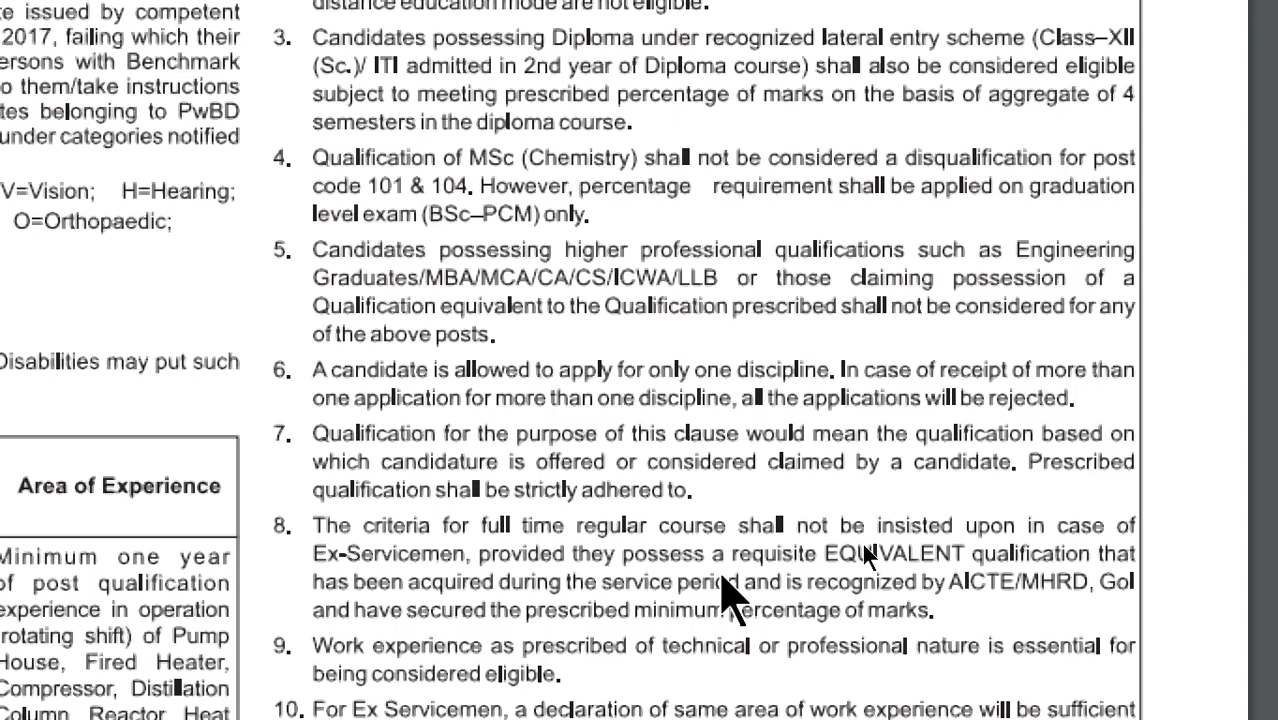 te issued by competent
2017, failing which their
ersons with Benchmark
o them/take instructions
tes belonging to PwBD
under categories notified
V=Vision; H=Hearing;
O=Orthopaedic;
Disabilities may put such
Area of Experience
Minimum one year
of post qualification
experience in operation
(rotating shift) of Pump
House, Fired Heater,
Compressor, Distillation
Column Reactor Heat
distance education mode are not eligible.
3. Candidates possessing Diploma under recognized lateral entry scheme (Class–XII
(Sc.)/ ITI admitted in 2nd year of Diploma course) shall also be considered eligible
subject to meeting prescribed percentage of marks on the basis of aggregate of 4
semesters in the diploma course.
4. Qualification of MSc (Chemistry) shall not be considered a disqualification for post
code 101 & 104. However, percentage requirement shall be applied on graduation
level exam (BSc–PCM) only.
5. Candidates possessing higher professional qualifications such as Engineering
Graduates/MBA/MCA/CA/CS/ICWA/LLB or those claiming possession of a
Qualification equivalent to the Qualification prescribed shall not be considered for any
of the above posts.
6. A candidate is allowed to apply for only one discipline. In case of receipt of more than
one application for more than one discipline, all the applications will be rejected.
7. Qualification for the purpose of this clause would mean the qualification based on
which candidature is offered or considered claimed by a candidate. Prescribed
qualification shall be strictly adhered to.
8. The criteria for full time regular course shall not be insisted upon in case of
Ex-Servicemen, provided they possess a requisite EQUIVALENT qualification that
has been acquired during the service period and is recognized by AICTE/MHRD, GoI
and have secured the prescribed minimum percentage of marks.
9. Work experience as prescribed of technical or professional nature is essential for
being considered eligible.
10. For Ex Servicemen, a declaration of same area of work experience will be sufficient